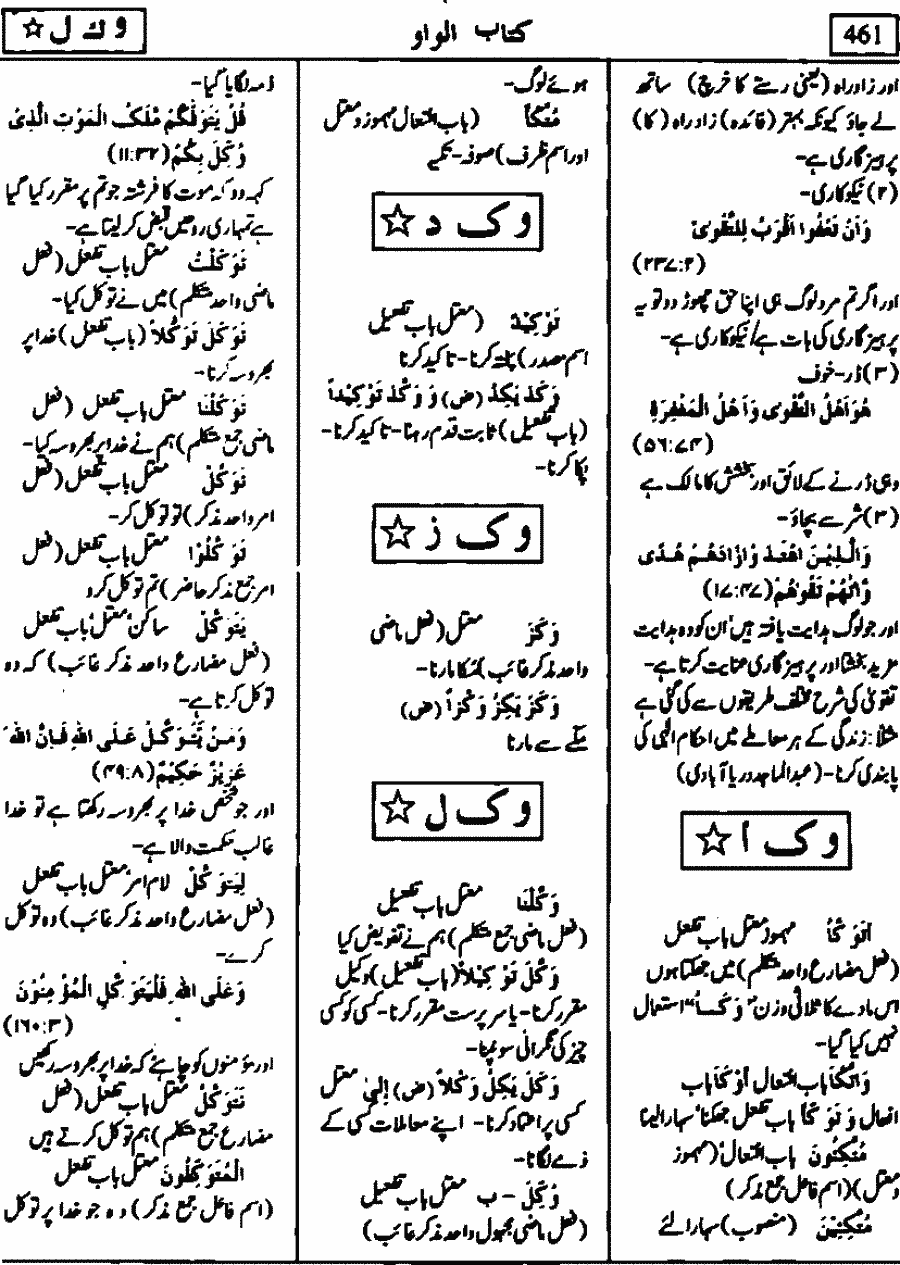 461
کتاب الواو
و ك ل ☆
اور زادراہ (یعنی رستے کا خرچ) ساتھ
لے جاؤ کیونکہ بہتر (فائدہ) زادراہ (کا)
پرہیزگاری ہے-
(۲) نیکوکاری-
وَاَنْ تَعْفُوا اَقْرَبُ لِلتَّقْوٰی
(۲۳۷:۲)
اور اگر تم مرد لوگ ہی اپنا حق چھوڑ دو تو یہ
پرہیزگاری کی بات ہے/نیکوکاری ہے-
(۳) ڈر-خوف
هُوَ اَهْلُ التَّقْوٰی وَاَهْلُ الْمَغْفِرَةِ
(۵۶:۷۴)
وہی ڈرنے کے لائق اور بخشش کا مالک ہے
(۳) شر سے بچاؤ-
وَالَّذِیْنَ اهْتَدَوْا زَادَهُمْ هُدًی
وَّاٰتٰهُمْ تَقْوٰهُمْ (۱۷:۴۷)
اور جو لوگ ہدایت یافتہ ہیں' ان کو وہ ہدایت
مزید بخشتا اور پرہیزگاری عنایت کرتا ہے-
تقویٰ کی شرح مختلف طریقوں سے کی گئی ہے
مثلاً: زندگی کے ہر معاملے میں احکام الٰہی کی
پابندی کرنا-(عبدالماجد دریا آبادی)
و ک ا ☆
اَتَوَکَّأُ مہموز معتل باب تفعل
(فعل مضارع واحد متکلم) میں جھکتا ہوں
اس مادے کا ثلاثی وزن ''وَکَأَ'' استعمال
نہیں کیا گیا-
وَاتَّکَأَ باب افتعال اَوْکَأَ باب
افعال وَ تَوَکَّأَ باب تفعل جھکنا' سہارا لینا
مُتَّکِئُوْنَ باب افتعال' (مہموز
و معتل)(اسم فاعل جمع مذکر)
مُتَّکِئِیْنَ (منصوب) سہارا لئے
ہوئے لوگ-
مُتَّکَأً (باب افتعال مہموز و معتل
اور اسم ظرف) صوفہ-تکیے
و ک د ☆
تَوْکِیْدٌ (معتل باب تفعیل
اسم مصدر) پختہ کرنا-تاکید کرنا
وَکَدَ یَکِدُ (ض) وَ وَکَّدَ تَوْکِیْداً
(باب تفعیل) ثابت قدم رہنا-تاکید کرنا-
پکا کرنا-
و ک ز ☆
وَکَزَ معتل (فعل ماضی
واحد مذکر غائب) مُکا مارنا-
وَکَزَ یَکِزُ وَکْزاً (ض)
مکے سے مارنا
و ک ل ☆
وَکَّلْنَا معتل باب تفعیل
(فعل ماضی جمع متکلم) ہم نے تفویض کیا
وَکَّلَ تَوْکِیْلاً (باب تفعیل) وکیل
مقرر کرنا-یا سرپرست مقرر کرنا-کسی کو کسی
چیز کی نگرانی سونپنا-
وَکَلَ یَکِلُ وَکْلاً (ض) اِلیٰ معتل
کسی پر اعتماد کرنا- اپنے معاملات کسی کے
ذمے لگانا-
وُکِّلَ-ب معتل باب تفعیل
(فعل ماضی مجہول واحد مذکر غائب)
ذمہ لگایا گیا-
قُلْ یَتَوَفّٰکُمْ مَّلَکُ الْمَوْتِ الَّذِیْ
وُکِّلَ بِکُمْ (۱۱:۳۲)
کہہ دو کہ موت کا فرشتہ جو تم پر مقرر کیا گیا
ہے تمہاری روحیں قبض کر لیتا ہے-
تَوَکَّلْتُ معتل باب تفعل (فعل
ماضی واحد متکلم) میں نے توکل کیا-
تَوَکَّلَ تَوَکُّلاً (باب تفعل) خدا پر
بھروسہ کرنا-
تَوَکَّلْنَا معتل باب تفعل (فعل
ماضی جمع متکلم) ہم نے خدا پر بھروسہ کیا-
تَوَکَّلْ معتل باب تفعل (فعل
امر واحد مذکر) تو توکل کر-
تَوَکَّلُوْا معتل باب تفعل (فعل
امر جمع مذکر حاضر) تم توکل کرو
یَتَوَکَّلْ ساکن' معتل' باب تفعل
(فعل مضارع واحد مذکر غائب) کہ وہ
توکل کرتا ہے-
وَمَنْ یَّتَوَکَّلْ عَلَی اللهِ فَاِنَّ اللهَ
عَزِیْزٌ حَکِیْمٌ (۴۹:۸)
اور جو شخص خدا پر بھروسہ رکھتا ہے تو خدا
غالب حکمت والا ہے-
لِیَتَوَکَّلْ لام امر' معتل باب تفعل
(فعل مضارع واحد مذکر غائب) وہ توکل
کرے-
وَعَلَی اللهِ فَلْیَتَوَکَّلِ الْمُؤْمِنُوْنَ
(۱۶۰:۳)
اور مؤمنوں کو چاہئے کہ خدا پر بھروسہ رکھیں
نَتَوَکَّلُ معتل باب تفعل (فعل
مضارع جمع متکلم) ہم توکل کرتے ہیں
الْمُتَوَکِّلُونَ معتل باب تفعل
(اسم فاعل جمع مذکر) وہ جو خدا پر توکل